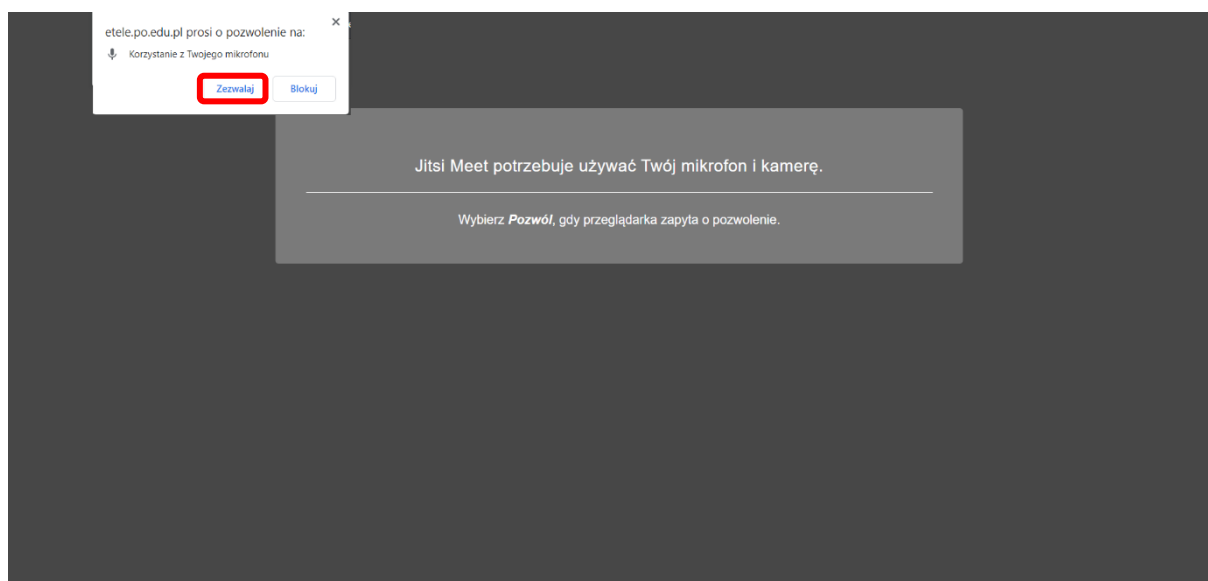 etele.po.edu.pl prosi o pozwolenie na:
Korzystanie z Twojego mikrofonu
Zezwalaj
Blokuj
Jitsi Meet potrzebuje używać Twój mikrofon i kamerę.
Wybierz Pozwól, gdy przeglądarka zapyta o pozwolenie.